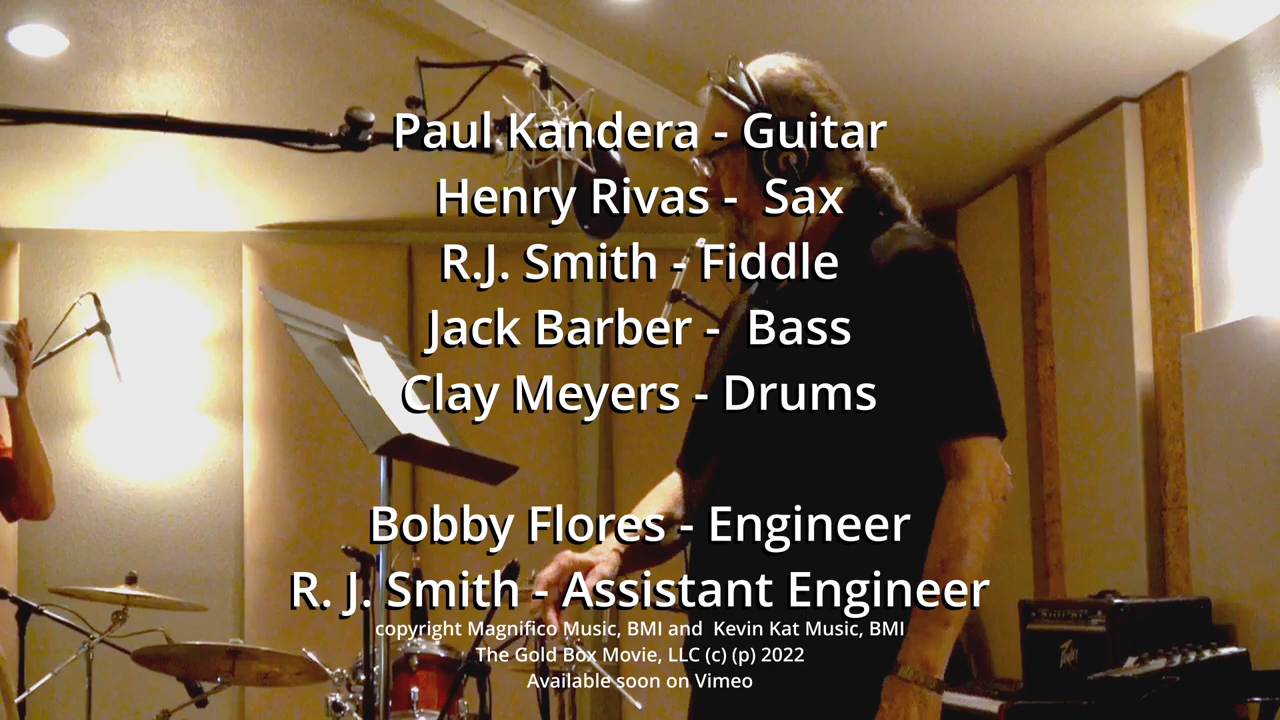 Paul Kandera - Guitar
Henry Rivas -  Sax
R.J. Smith - Fiddle
Jack Barber -  Bass
Clay Meyers - Drums
Bobby Flores - Engineer
R. J. Smith - Assistant Engineer
copyright Magnifico Music, BMI and  Kevin Kat Music, BMI
The Gold Box Movie, LLC (c) (p) 2022
Available soon on Vimeo
PEAVEY